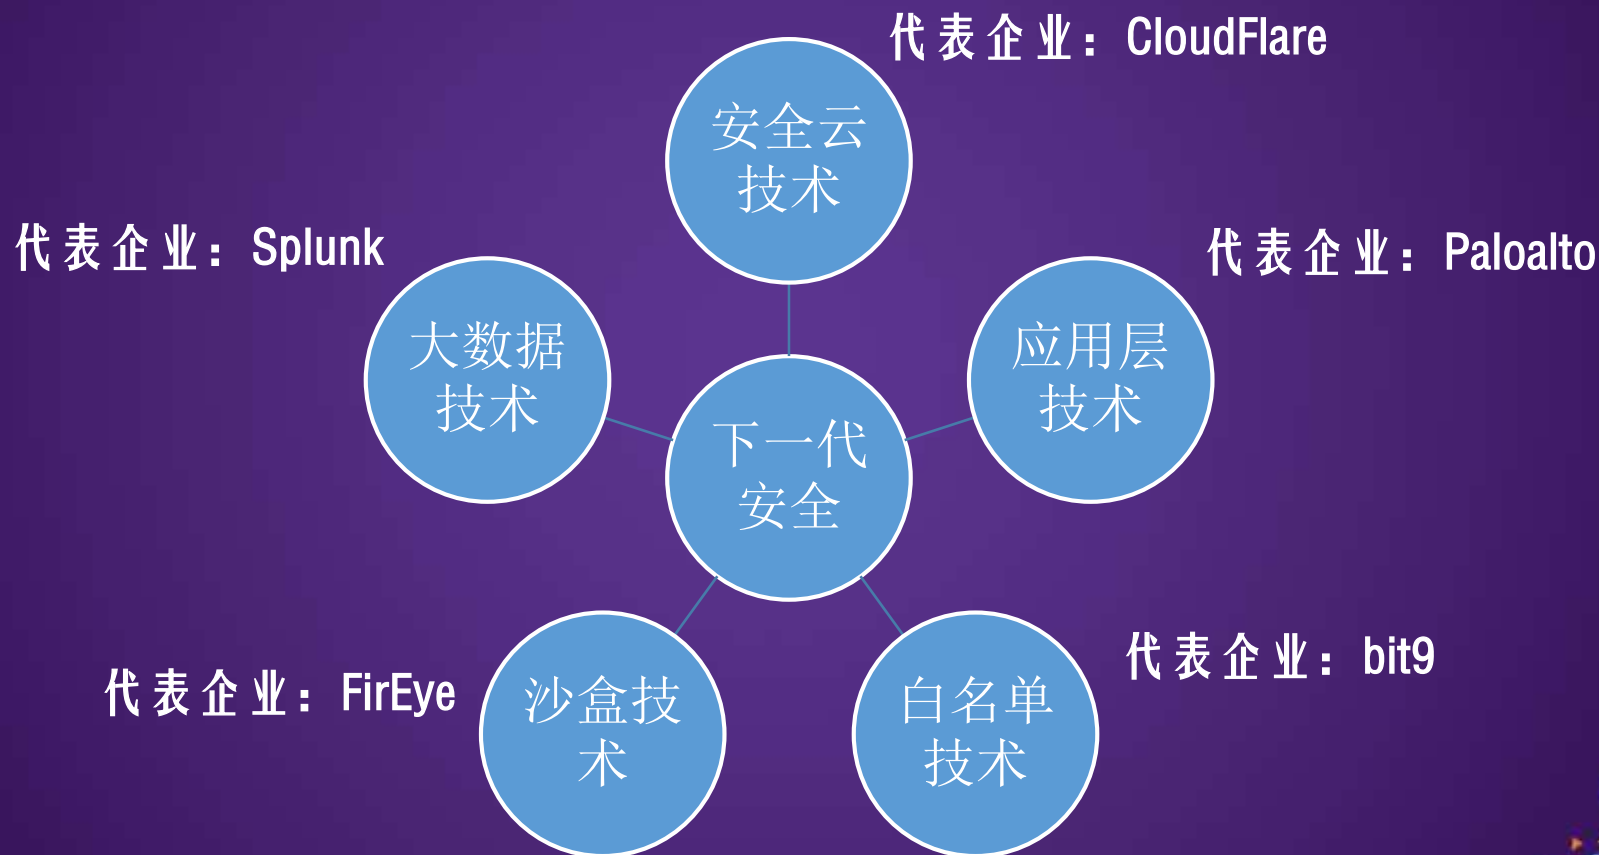 代表企业：CloudFlare
安全云
技术
代表企业：Splunk
代表企业：Paloalto
大数据
技术
应用层
技术
下一代
安全
代表企业：FirEye
代表企业：bit9
沙盒技
术
白名单
技术